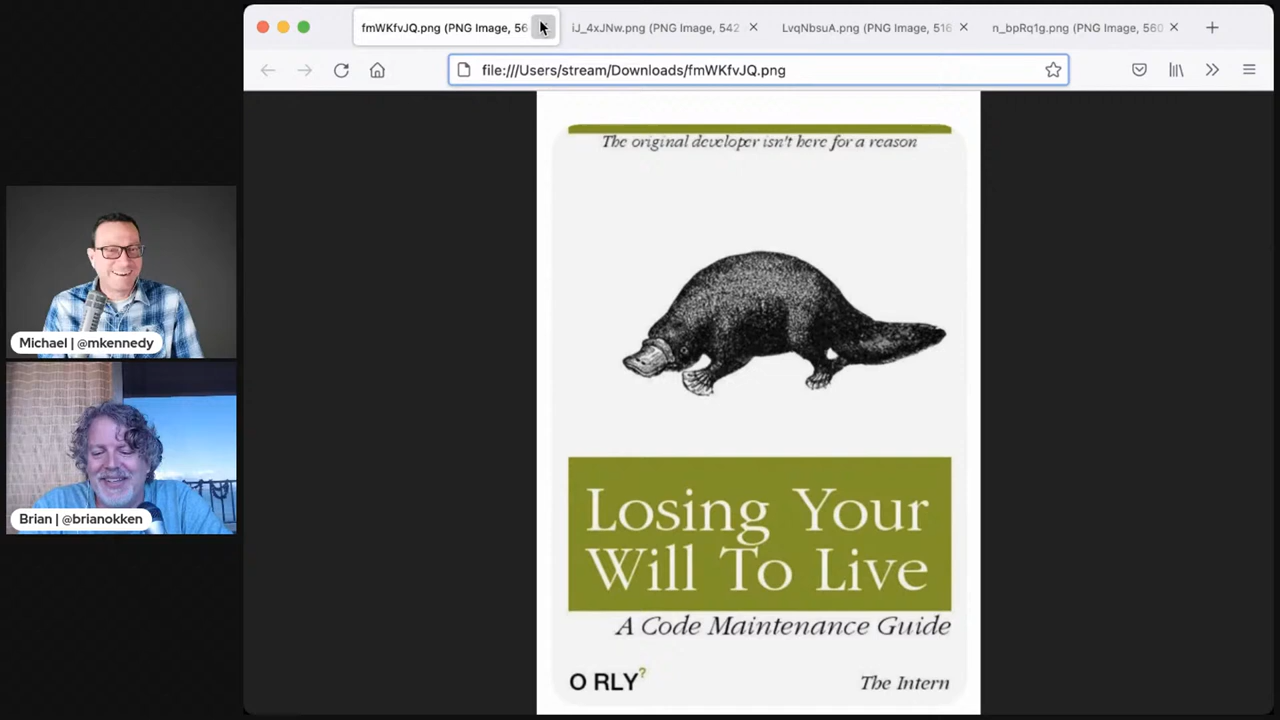 fmWKfvJQ.png (PNG Image, 56
iJ_4xJNw.png (PNG Image, 542
LvqNbsuA.png (PNG Image, 516
n_bpRq1g.png (PNG Image, 560
file:///Users/stream/Downloads/fmWKfvJQ.png
The original developer isn't here for a reason
Michael | @mkennedy
Brian | @brianokken
Losing Your
Will To Live
A Code Maintenance Guide
O RLY?
The Intern